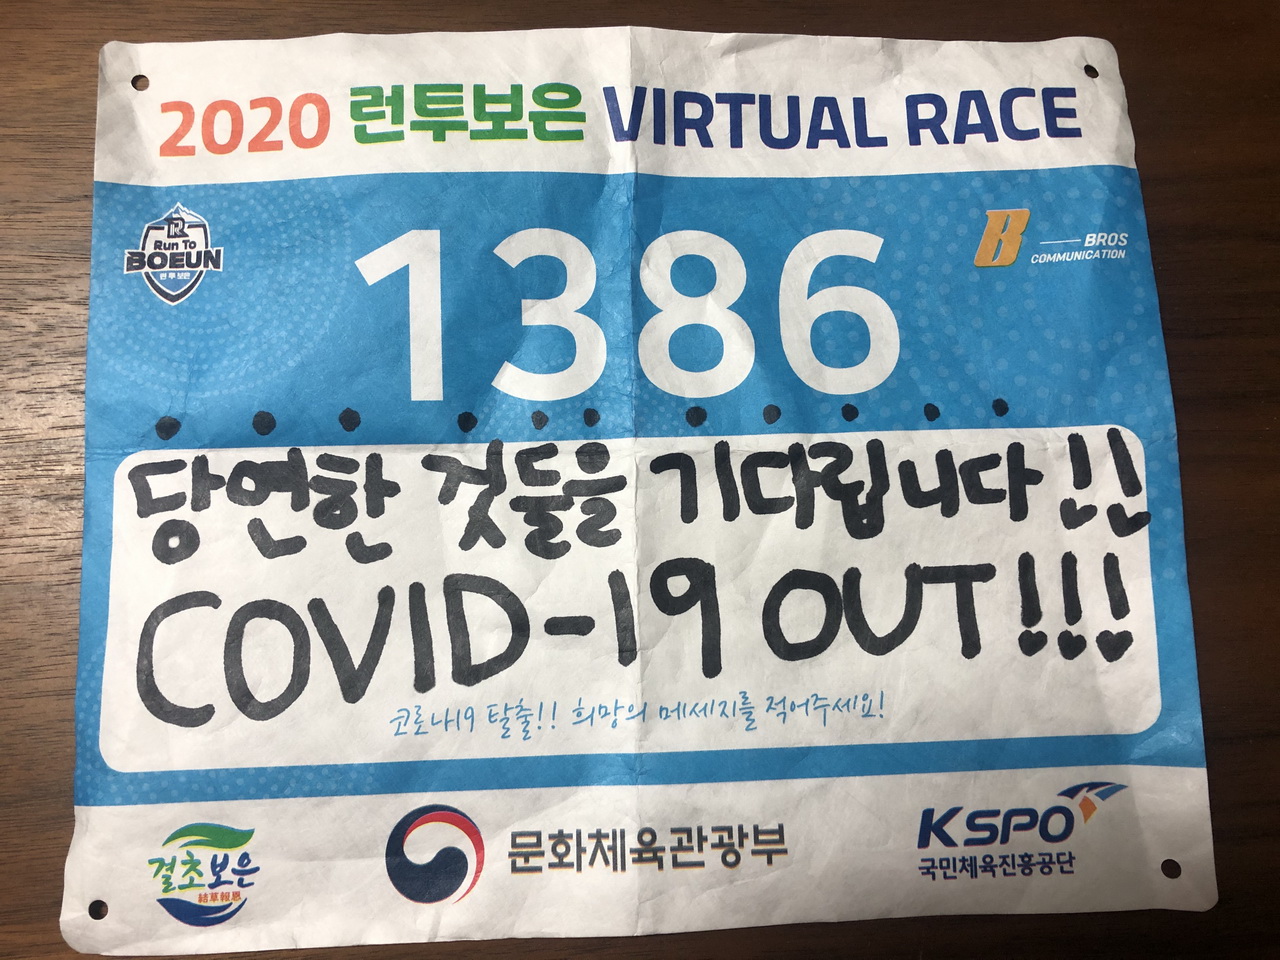 2020 런투보은 VIRTUAL RACE
R
Run To
BOEUN
런투보은
1386
B
BROS
COMMUNICATION
당연한 것들을 기다립니다!!
COVID-19 OUT!!!
코로나19 탈출!! 희망의 메세지를 적어주세요!
결초보은
結草報恩
문화체육관광부
KSPO
국민체육진흥공단